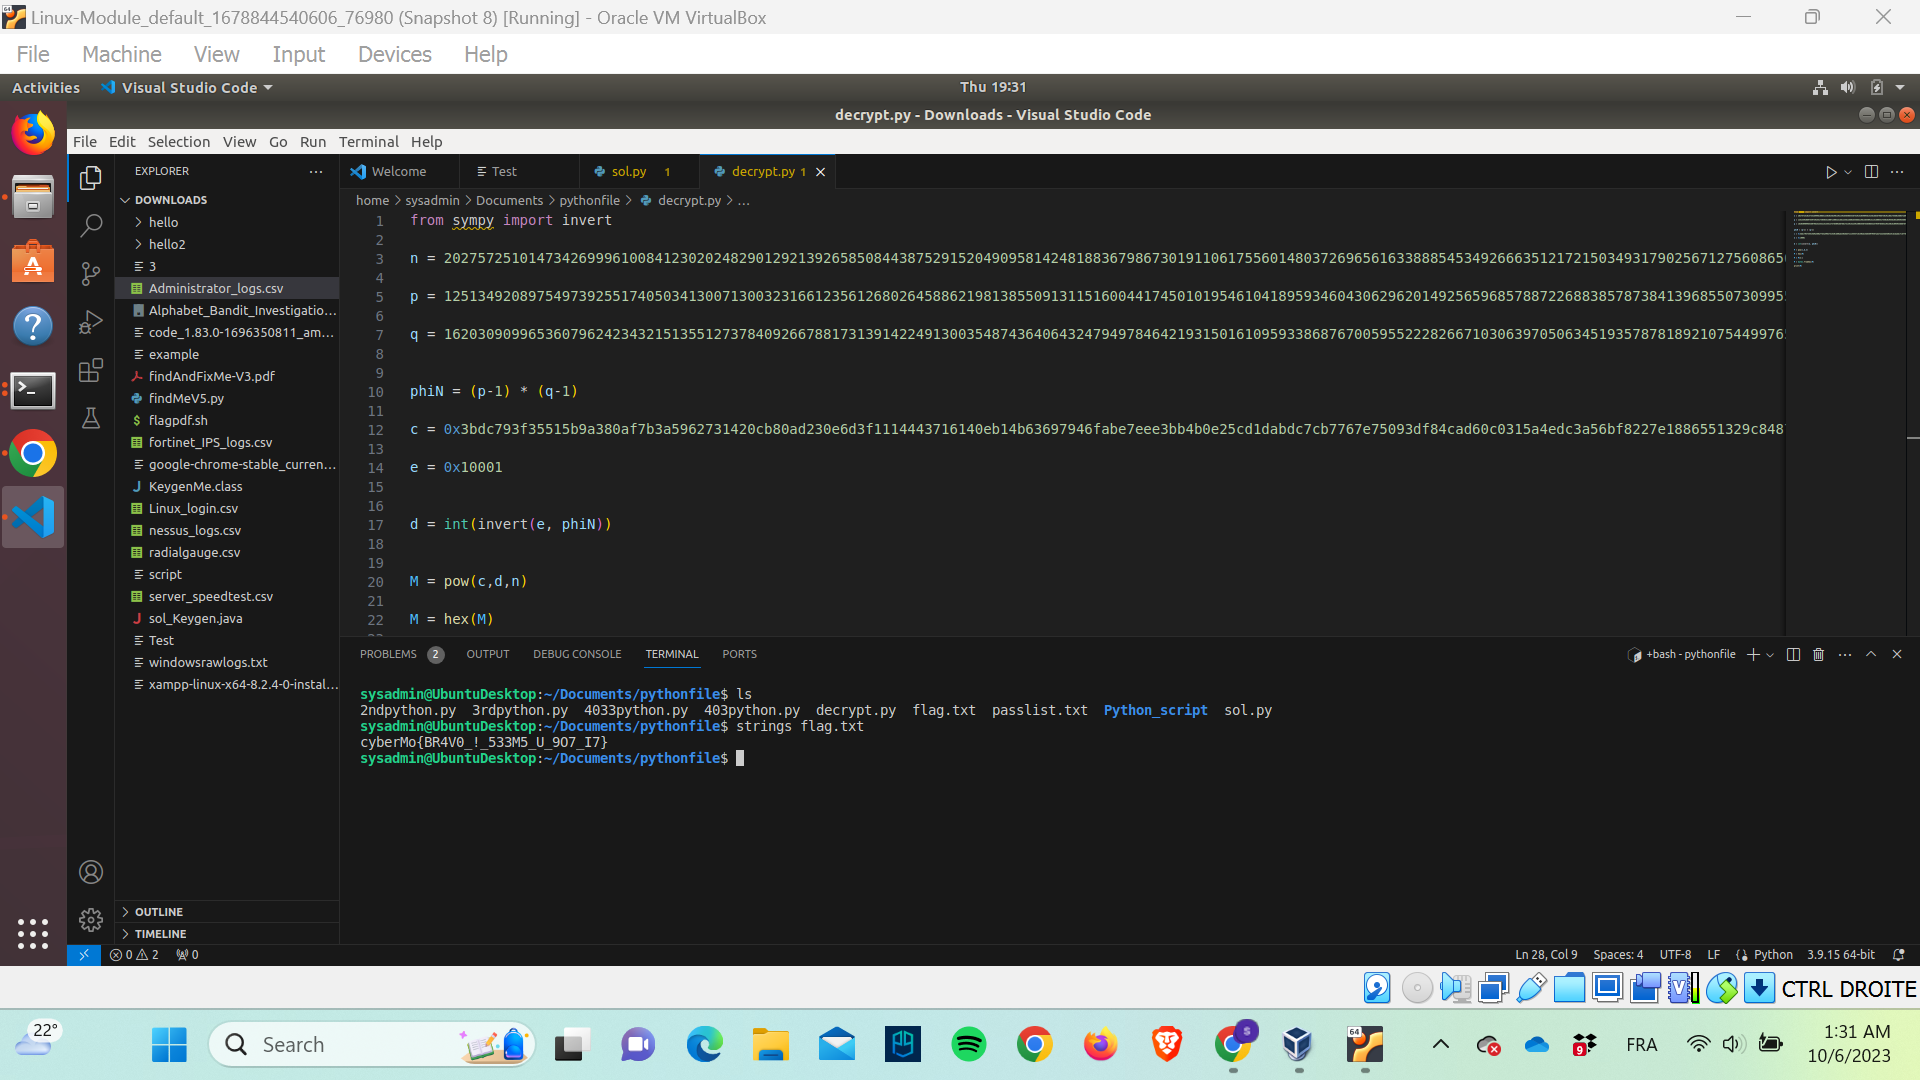 Linux-Module_default_1678844540606_76980 (Snapshot 8) [Running] - Oracle VM VirtualBox
File Machine View Input Devices Help
Activities Visual Studio Code Thu 19:31
decrypt.py - Downloads - Visual Studio Code
File Edit Selection View Go Run Terminal Help
EXPLORER
Welcome Test sol.py 1 decrypt.py 1
DOWNLOADS
hello
hello2
3
Administrator_logs.csv
Alphabet_Bandit_Investigatio...
code_1.83.0-1696350811_am...
example
findAndFixMe-V3.pdf
findMeV5.py
flagpdf.sh
fortinet_IPS_logs.csv
google-chrome-stable_curren...
KeygenMe.class
Linux_login.csv
nessus_logs.csv
radialgauge.csv
script
server_speedtest.csv
sol_Keygen.java
Test
windowsrawlogs.txt
xampp-linux-x64-8.2.4-0-instal...
OUTLINE
TIMELINE
home > sysadmin > Documents > pythonfile > decrypt.py > ...
1 from sympy import invert
2
3 n =
4
5 p =
6
7 q =
8
9
10 phiN = (p-1) * (q-1)
11
12 c =
13
14 e = 0x10001
15
16
17 d = int(invert(e, phiN))
18
19
20 M = pow(c,d,n)
21
22 M = hex(M)
PROBLEMS 2 OUTPUT DEBUG CONSOLE TERMINAL PORTS
+bash - pythonfile
sysadmin@UbuntuDesktop:~/Documents/pythonfile$ ls
2ndpython.py 3rdpython.py 4033python.py 403python.py decrypt.py flag.txt passlist.txt Python_script sol.py
sysadmin@UbuntuDesktop:~/Documents/pythonfile$ strings flag.txt
cyberMo{BR4V0_!_533M5_U_9O7_I7}
sysadmin@UbuntuDesktop:~/Documents/pythonfile$
0 2 0
Ln 28, Col 9 Spaces: 4 UTF-8 LF Python 3.9.15 64-bit
CTRL DROITE
22°
Search
64
9
FRA
1:31 AM
10/6/2023